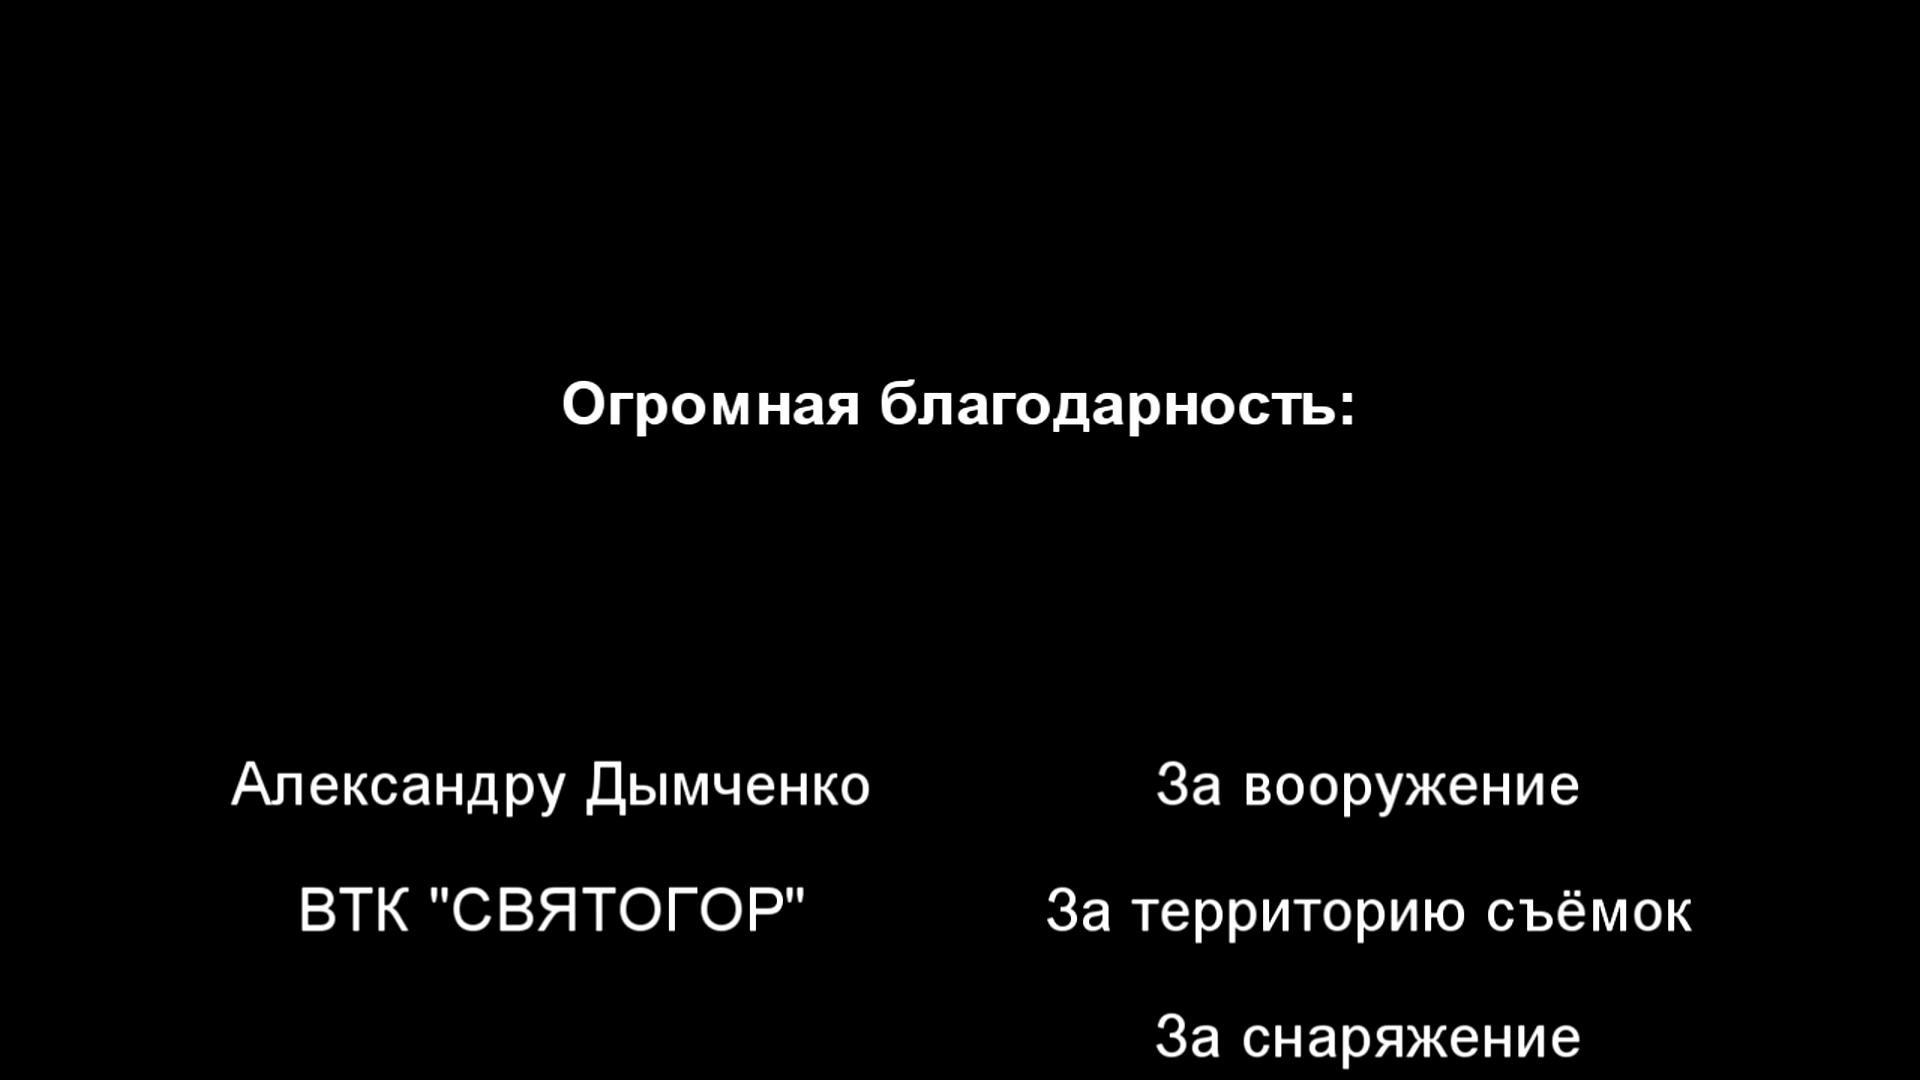 Огромная благодарность:
Александру Дымченко За вооружение
ВТК "СВЯТОГОР" За территорию съёмок
За снаряжение